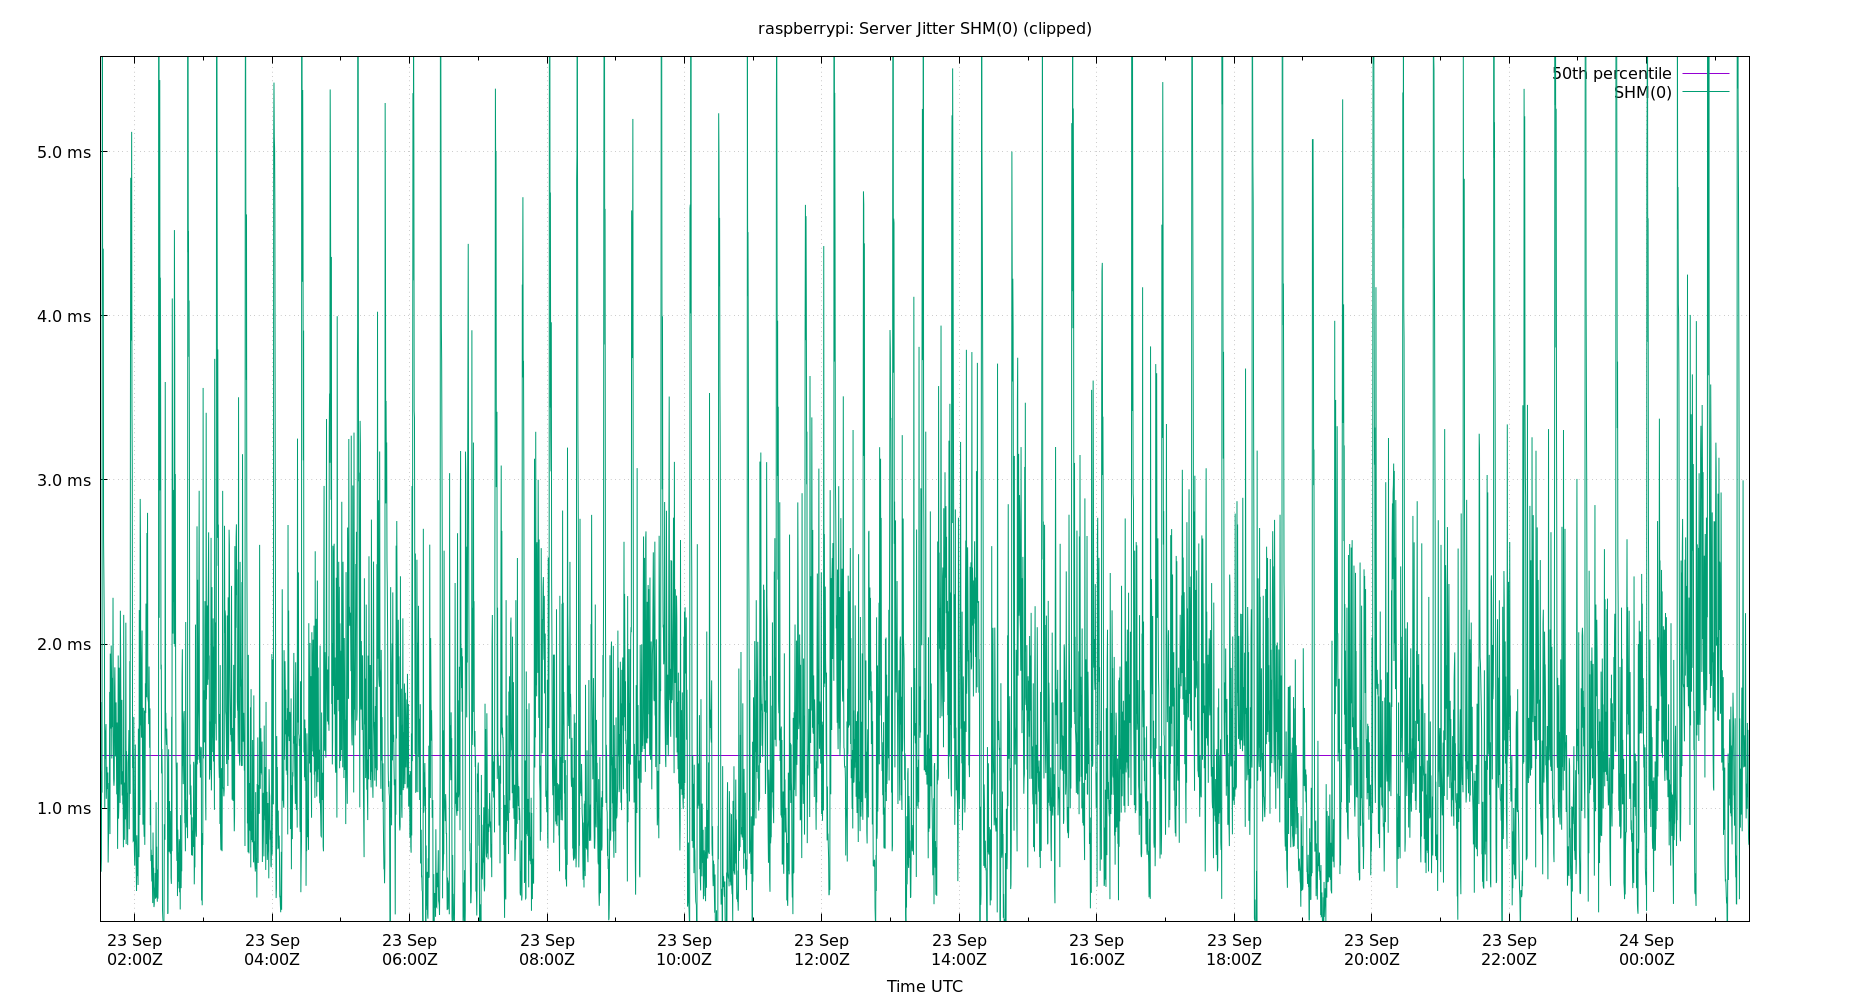 raspberrypi: Server Jitter SHM(0) (clipped)
50th percentile
SHM(0)
5.0 ms
4.0 ms
3.0 ms
2.0 ms
1.0 ms
23 Sep 23 Sep 23 Sep 23 Sep 23 Sep 23 Sep 23 Sep 23 Sep 23 Sep 23 Sep 23 Sep 24 Sep
02:00Z 04:00Z 06:00Z 08:00Z 10:00Z 12:00Z 14:00Z 16:00Z 18:00Z 20:00Z 22:00Z 00:00Z
Time UTC